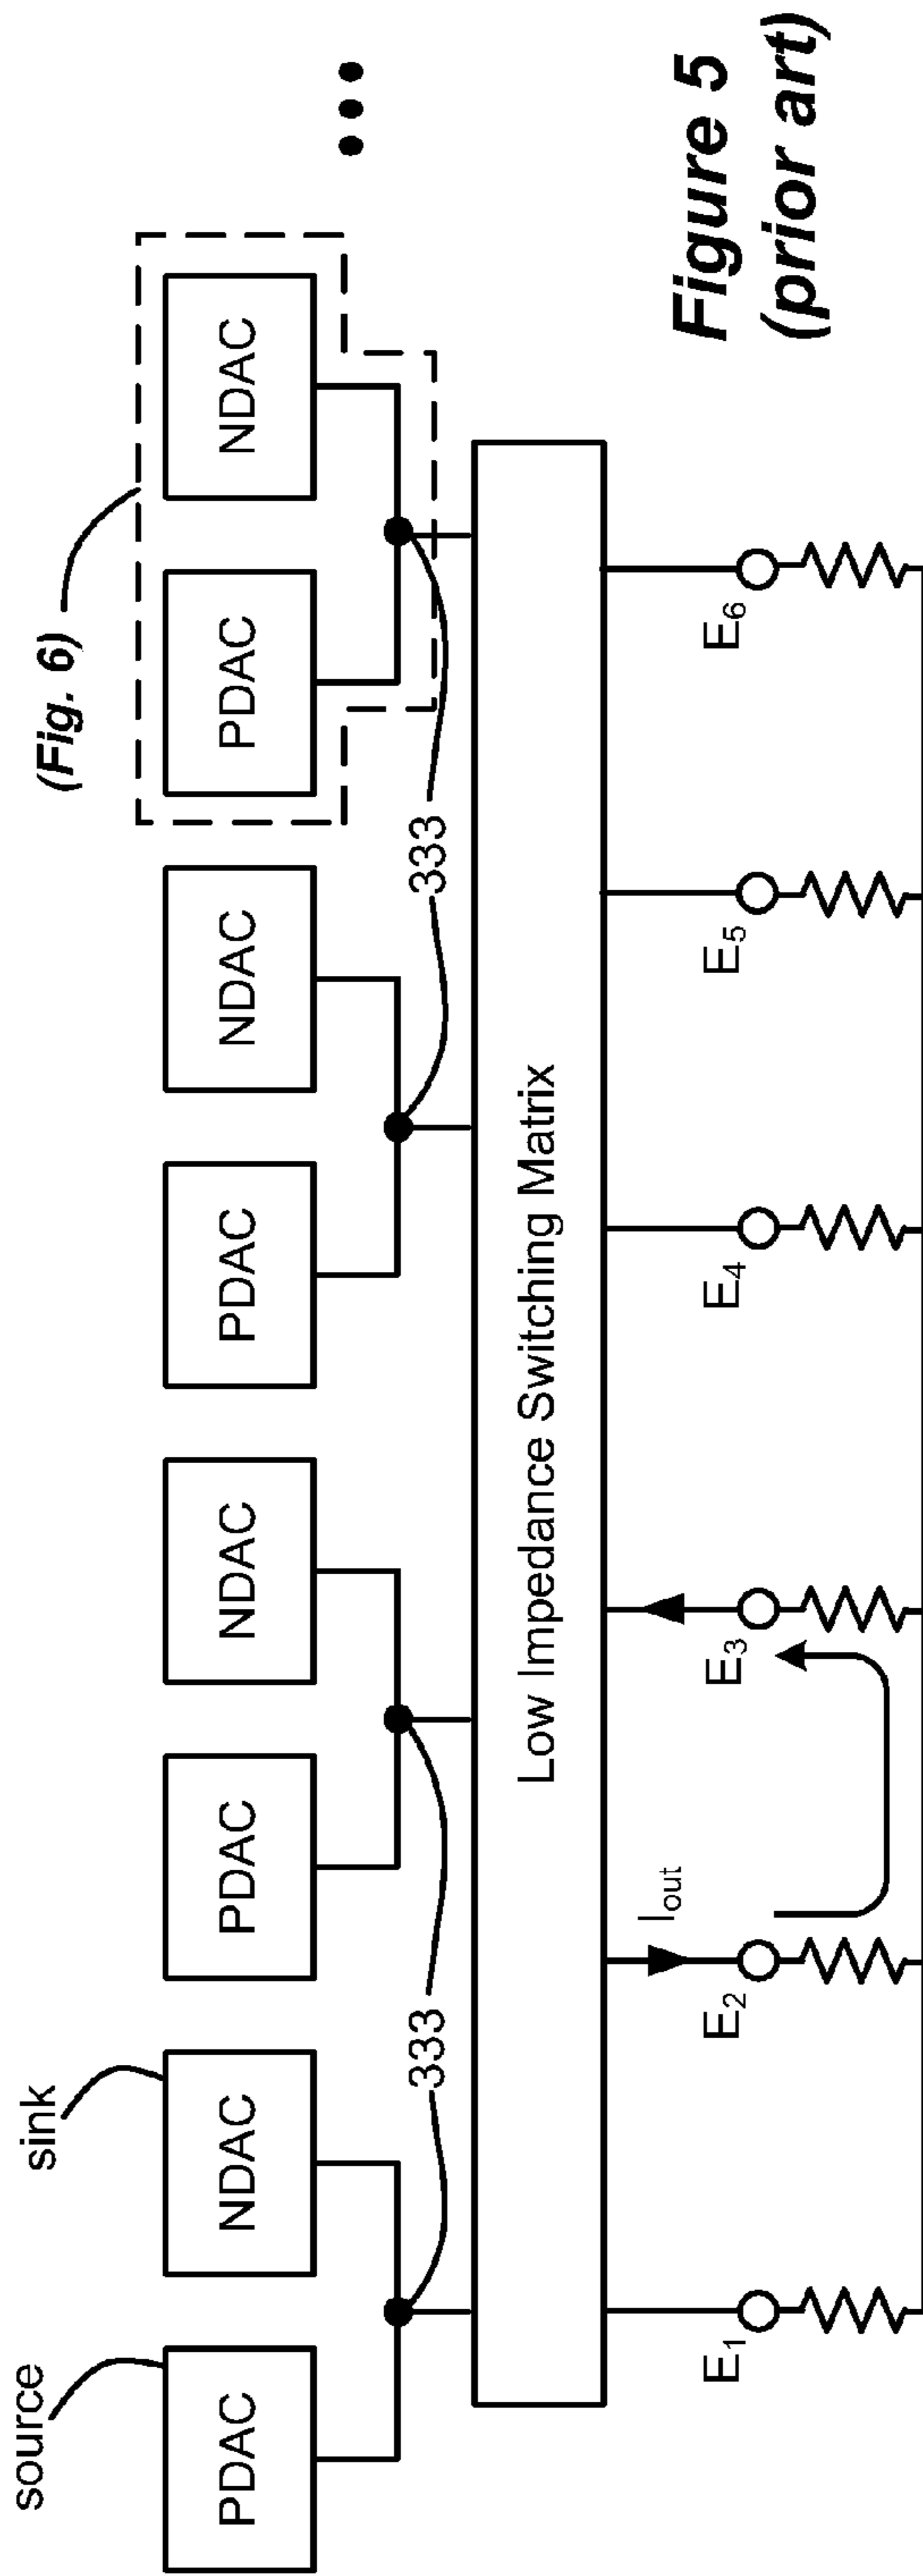 source
sink
(Fig. 6)
PDAC
NDAC
PDAC
NDAC
PDAC
NDAC
PDAC
NDAC
•••
333
333
Low Impedance Switching Matrix
I_out
E₁
E₂
E₃
E₄
E₅
E₆
Figure 5
(prior art)